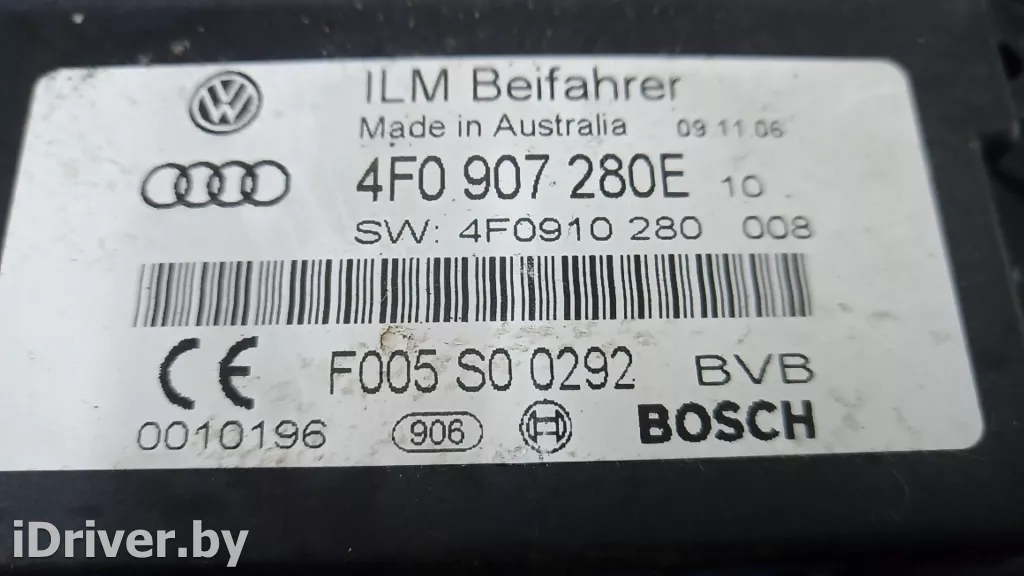 ILM Beifahrer
Made in Australia 09.11.06
4F0 907 280E 10
SW: 4F0910 280 008
CE F005 S0 0292 BVB
0010196 906 BOSCH
iDriver.by